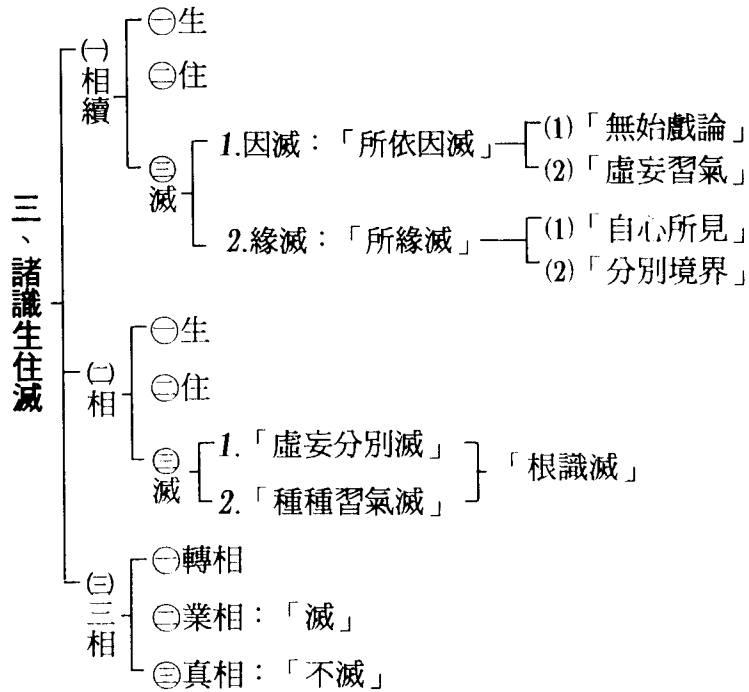 三、諸識生住滅
㈠相續
㊀生
㊁住
㊂滅
1.因滅：「所依因滅」
(1)「無始戲論」
(2)「虛妄習氣」
2.緣滅：「所緣滅」
(1)「自心所見」
(2)「分別境界」
㈡相
㊀生
㊁住
㊂滅
1.「虛妄分別滅」
2.「種種習氣滅」
「根識滅」
㈢三相
㊀轉相
㊁業相：「滅」
㊂真相：「不滅」